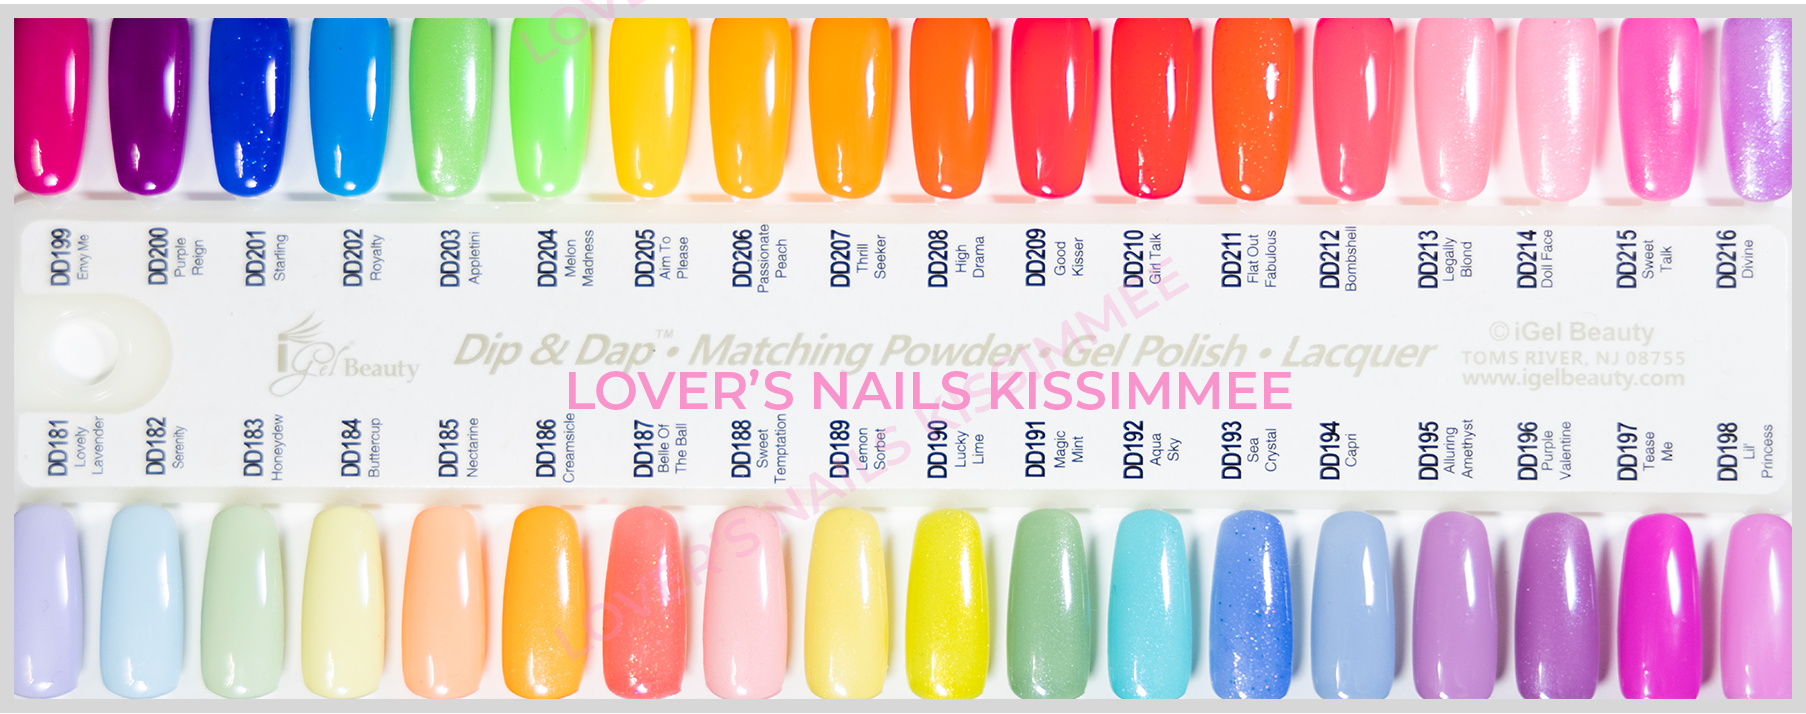 DD199
Envy Me
DD200
Purple
Reign
DD201
Starling
DD202
Royalty
DD203
Appletini
DD204
Melon
Madness
DD205
Aim To
Please
DD206
Passionate
Peach
DD207
Thrill
Seeker
DD208
High
Drama
DD209
Good
Kisser
DD210
Girl Talk
DD211
Flat Out
Fabulous
DD212
Bombshell
DD213
Legally
Blond
DD214
Doll Face
DD215
Sweet
Talk
DD216
Divine
iGel Beauty
Dip & Dap™ • Matching Powder • Gel Polish • Lacquer
© iGel Beauty
TOMS RIVER, NJ 08755
www.igelbeauty.com
LOVER'S NAILS KISSIMMEE
LOVER'S NAILS KISSIMMEE
LOVE
DD181
Lovely
Lavender
DD182
Serenity
DD183
Honeydew
DD184
Buttercup
DD185
Nectarine
DD186
Creamsicle
DD187
Belle Of
The Ball
DD188
Sweet
Temptation
DD189
Lemon
Sorbet
DD190
Lucky
Lime
DD191
Magic
Mint
DD192
Aqua
Sky
DD193
Sea
Crystal
DD194
Capri
DD195
Alluring
Amethyst
DD196
Purple
Valentine
DD197
Tease
Me
DD198
Lil'
Princess